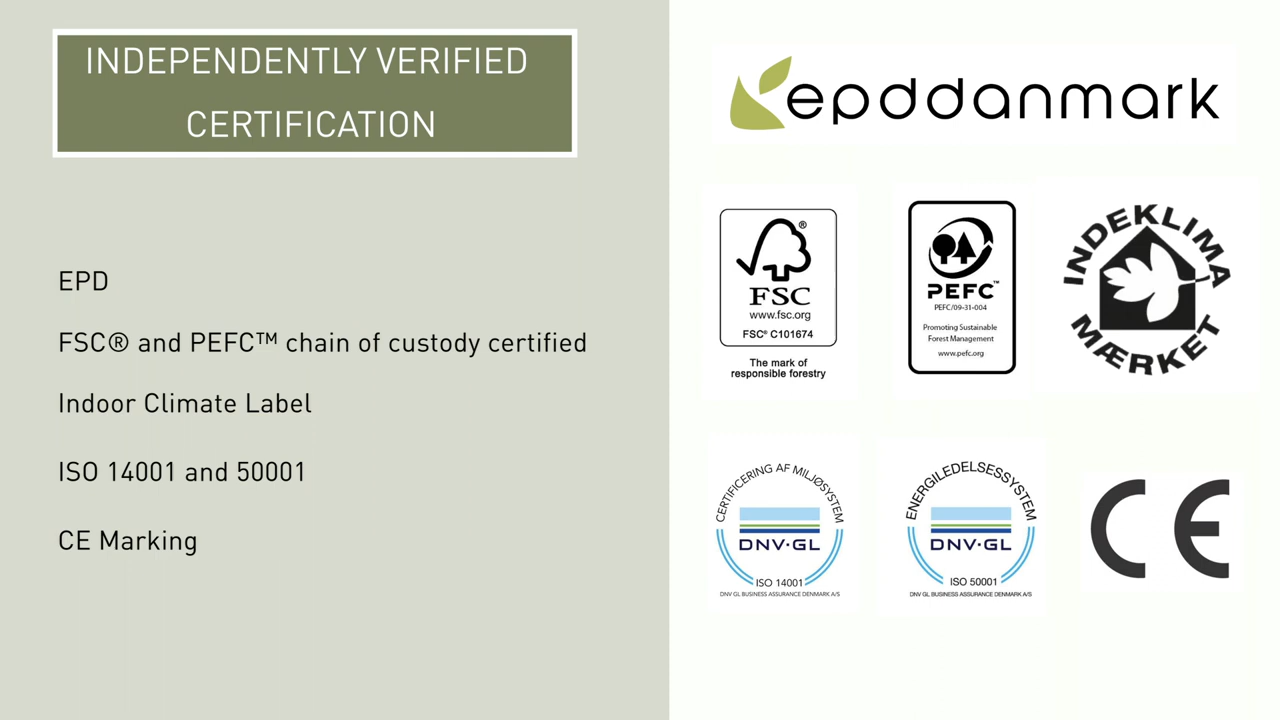 INDEPENDENTLY VERIFIED
CERTIFICATION
EPD
FSC® and PEFC™ chain of custody certified
Indoor Climate Label
ISO 14001 and 50001
CE Marking
epddanmark
®
FSC
www.fsc.org
FSC® C101674
The mark of
responsible forestry
PEFC™
PEFC/09-31-004
Promoting Sustainable
Forest Management
www.pefc.org
INDEKLIMA
MÆRKET
CERTIFICERING AF MILJØSYSTEM
DNV·GL
ISO 14001
DNV GL BUSINESS ASSURANCE DENMARK A/S
ENERGILEDELSESSYSTEM
DNV·GL
ISO 50001
DNV GL BUSINESS ASSURANCE DENMARK A/S
CE